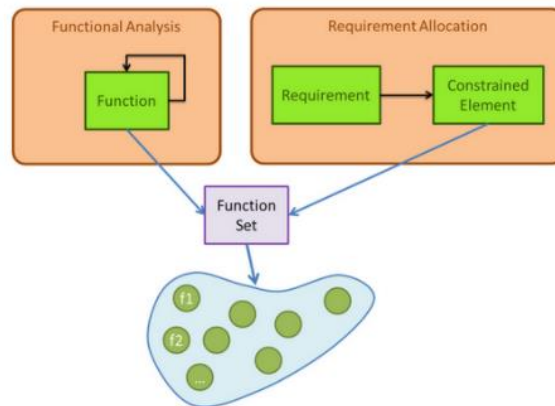 Functional Analysis
Requirement Allocation
Function
Requirement
Constrained
Element
Function
Set
f1
f2
...